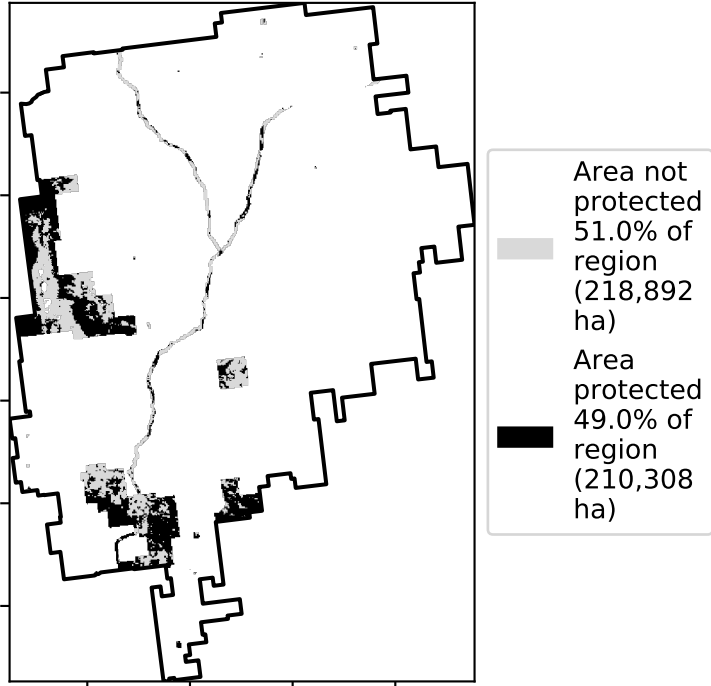 Area not
protected
51.0% of
region
(218,892
ha)
Area
protected
49.0% of
region
(210,308
ha)